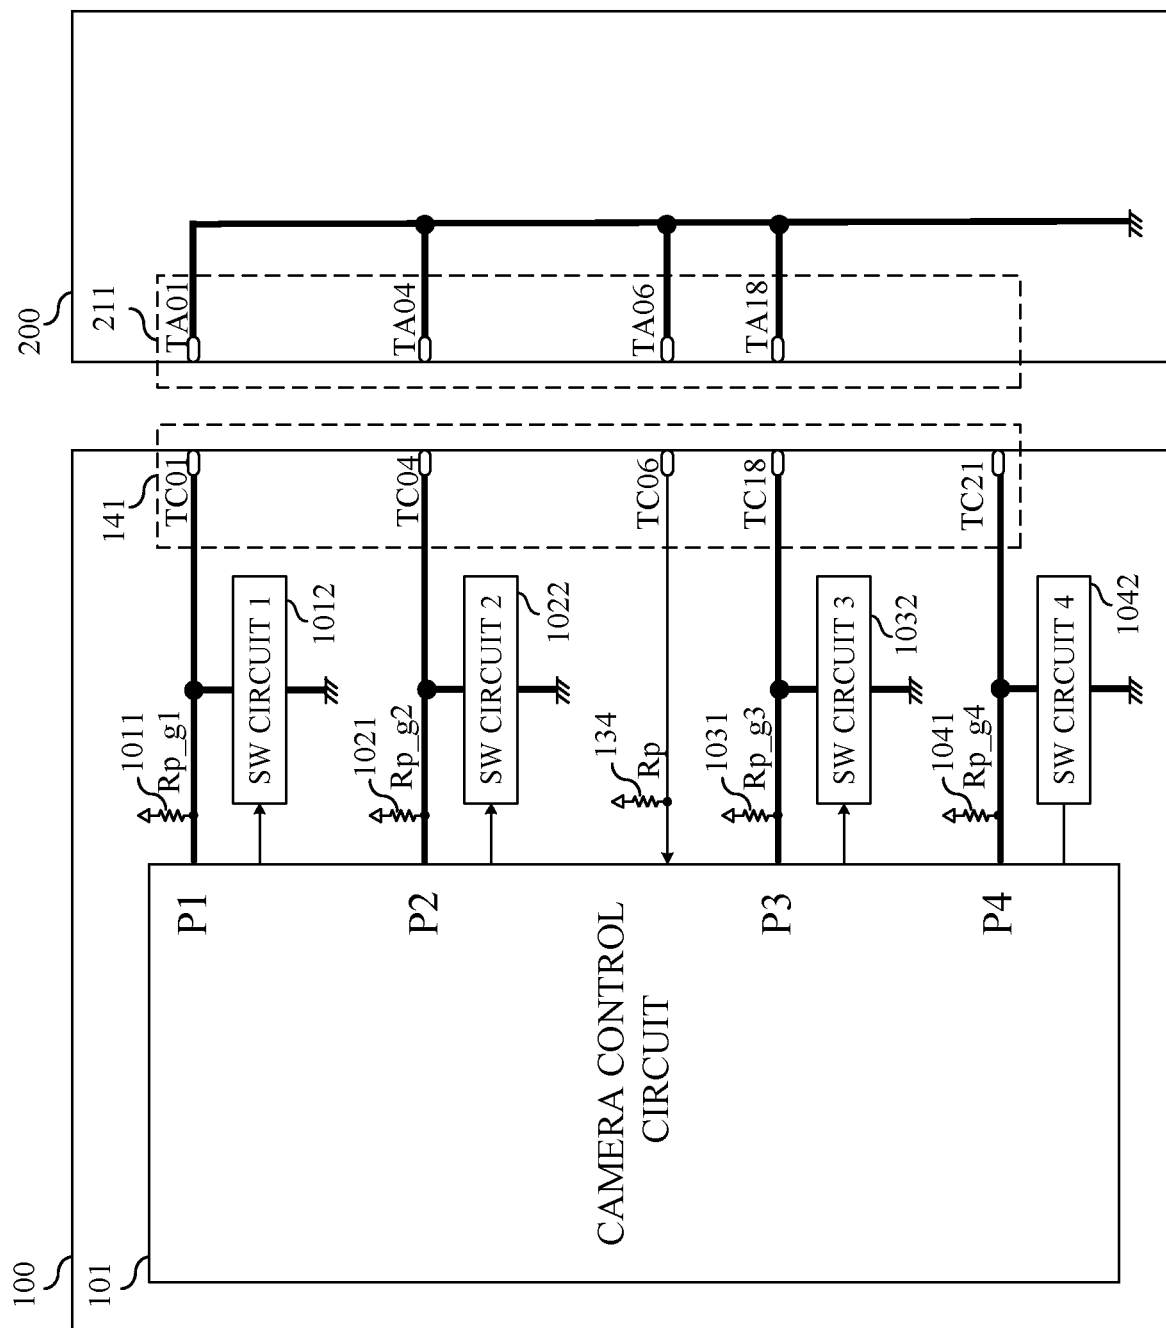 100
101
CAMERA CONTROL
CIRCUIT
P1
P2
P3
P4
1011
Rp_g1
SW CIRCUIT 1
1012
1021
Rp_g2
SW CIRCUIT 2
1022
134
Rp
1031
Rp_g3
SW CIRCUIT 3
1032
1041
Rp_g4
SW CIRCUIT 4
1042
141
TC01
TC04
TC06
TC18
TC21
200
211
TA01
TA04
TA06
TA18